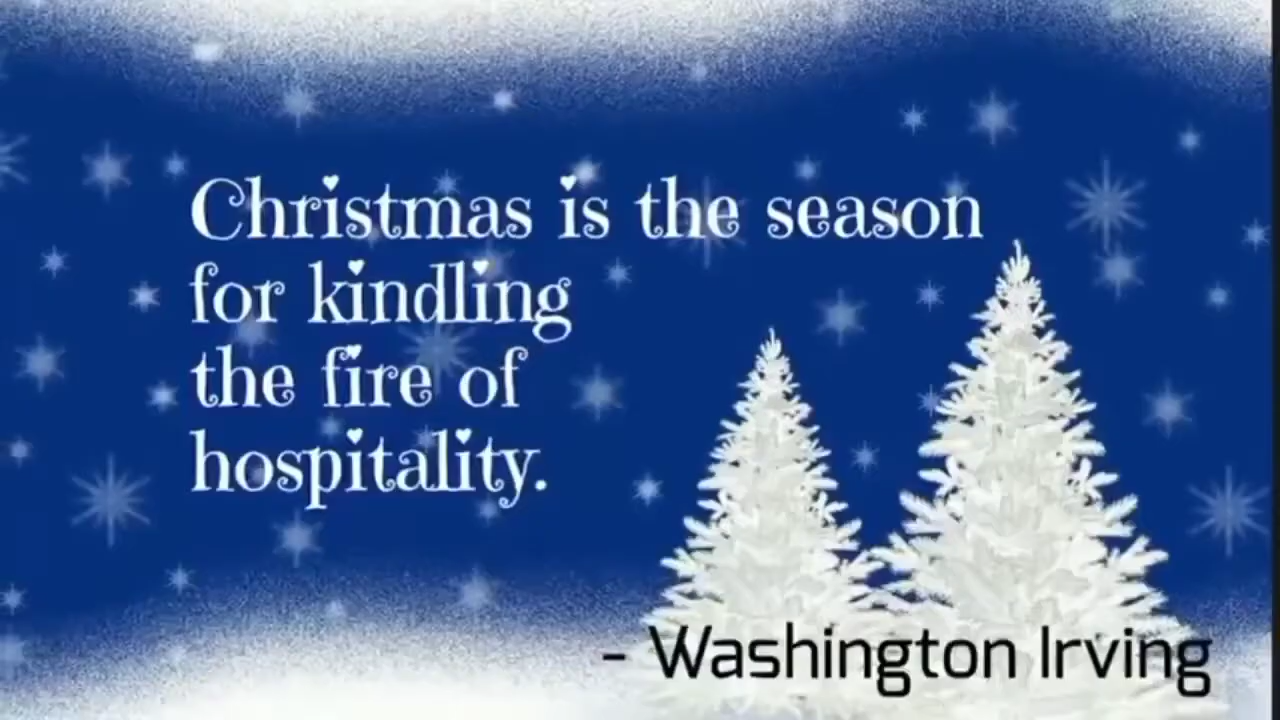 Christmas is the season
for kindling
the fire of
hospitality.
- Washington Irving